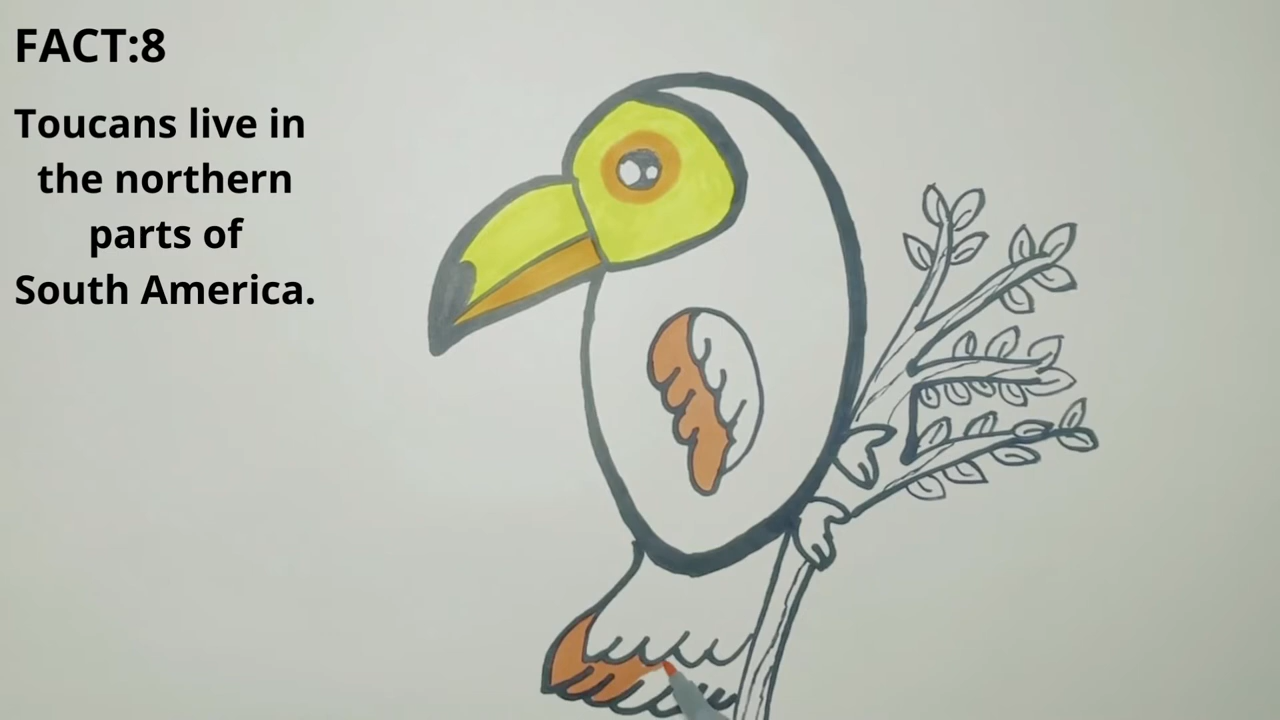 FACT:8
Toucans live in
the northern
parts of
South America.